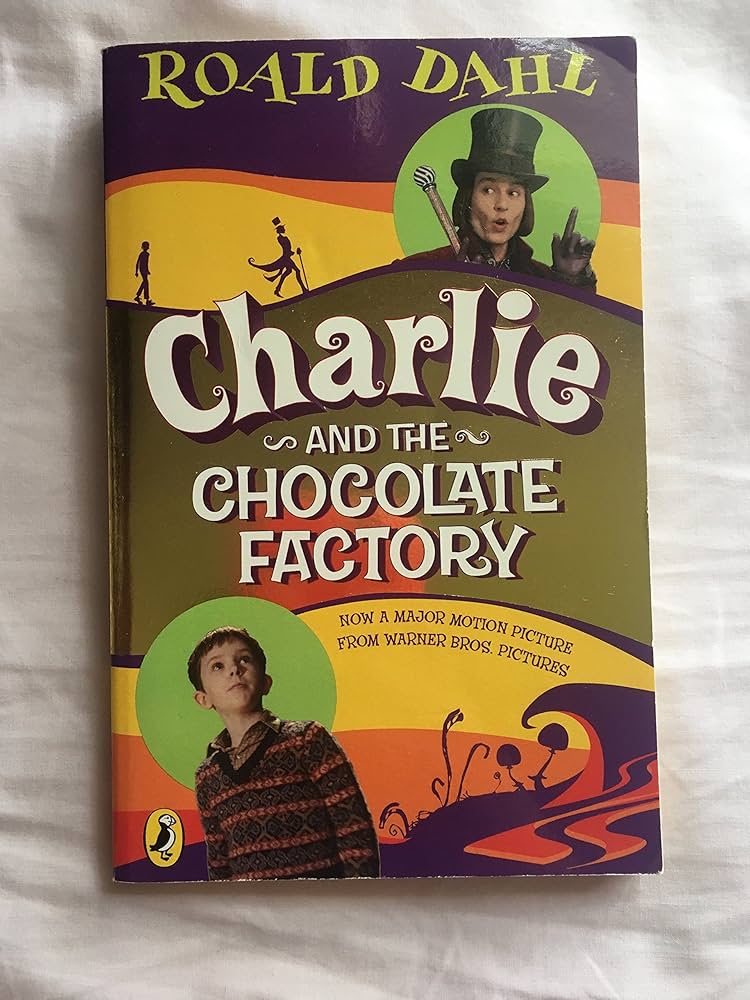 ROALD DAHL
Charlie
AND THE
CHOCOLATE
FACTORY
NOW A MAJOR MOTION PICTURE
FROM WARNER BROS. PICTURES